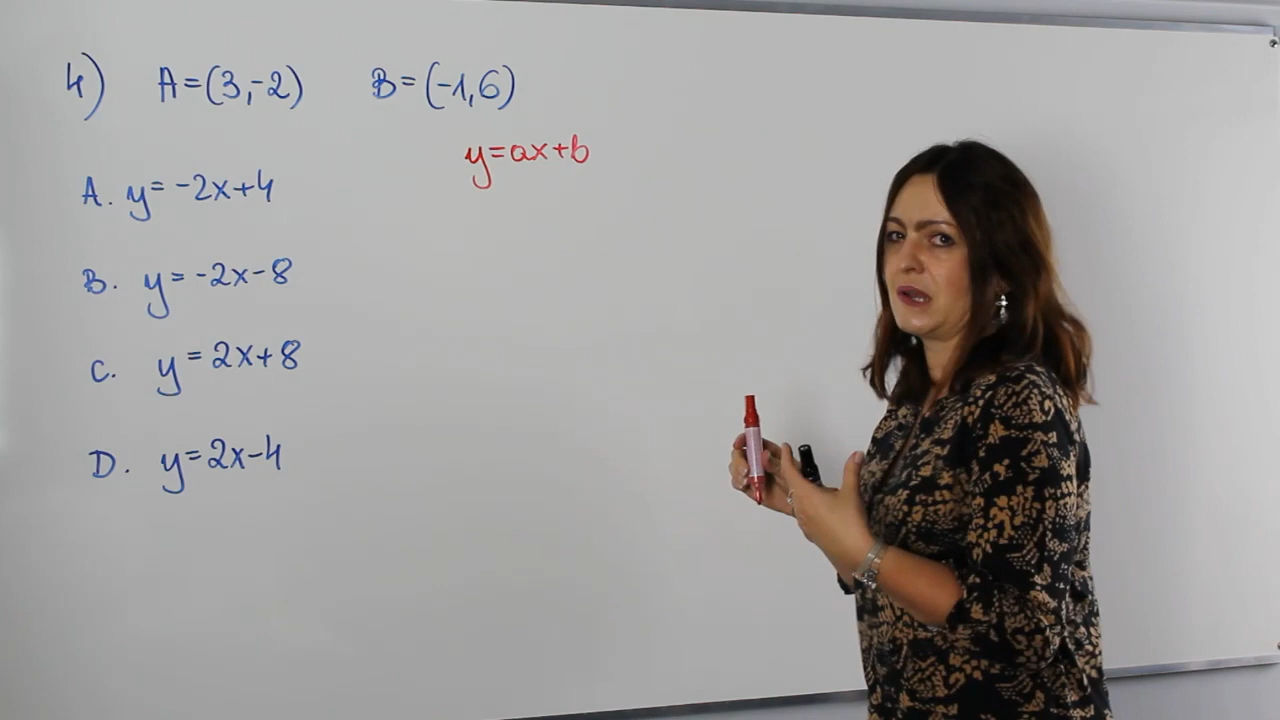 4) A=(3,-2) B=(-1,6)
y=ax+b
A. y=-2x+4
B. y=-2x-8
C. y=2x+8
D. y=2x-4